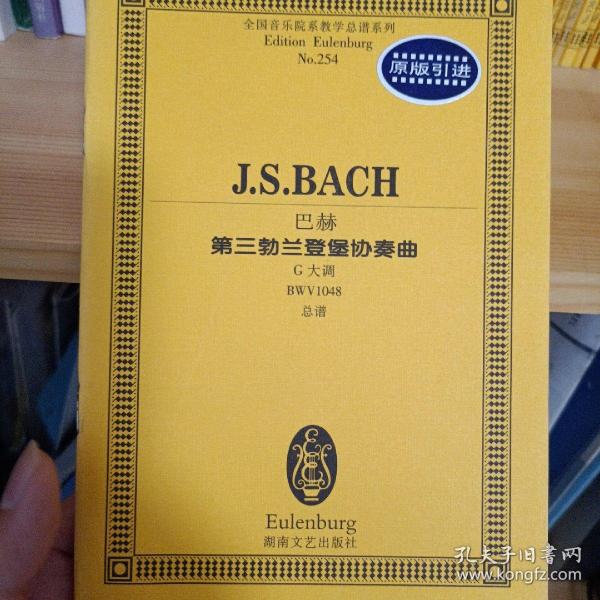 全国音乐院系教学总谱系列
Edition Eulenburg
No.254
原版引进
J.S.BACH
巴赫
第三勃兰登堡协奏曲
G 大调
BWV1048
总谱
Eulenburg
湖南文艺出版社
孔夫子旧书网
www.kongfz.com